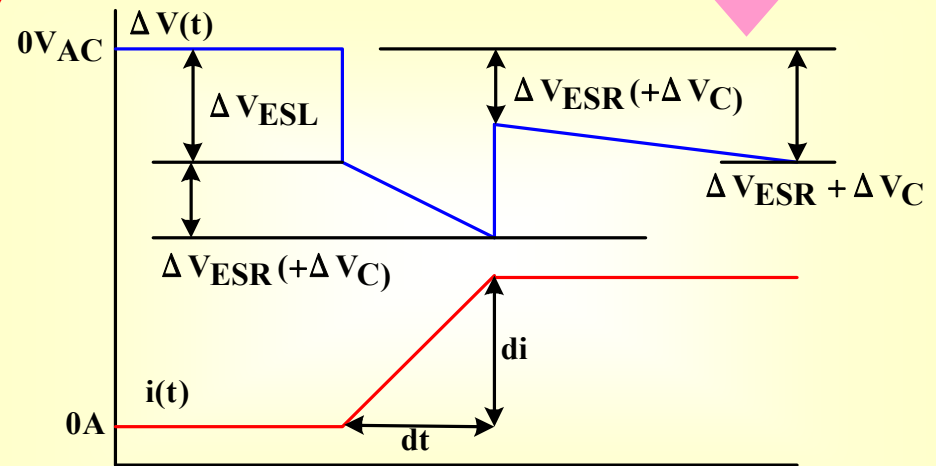 ΔV(t)
0VAC
ΔVESL
ΔVESR(+ΔVC)
ΔVESR + ΔVC
ΔVESR(+ΔVC)
di
i(t)
0A
dt